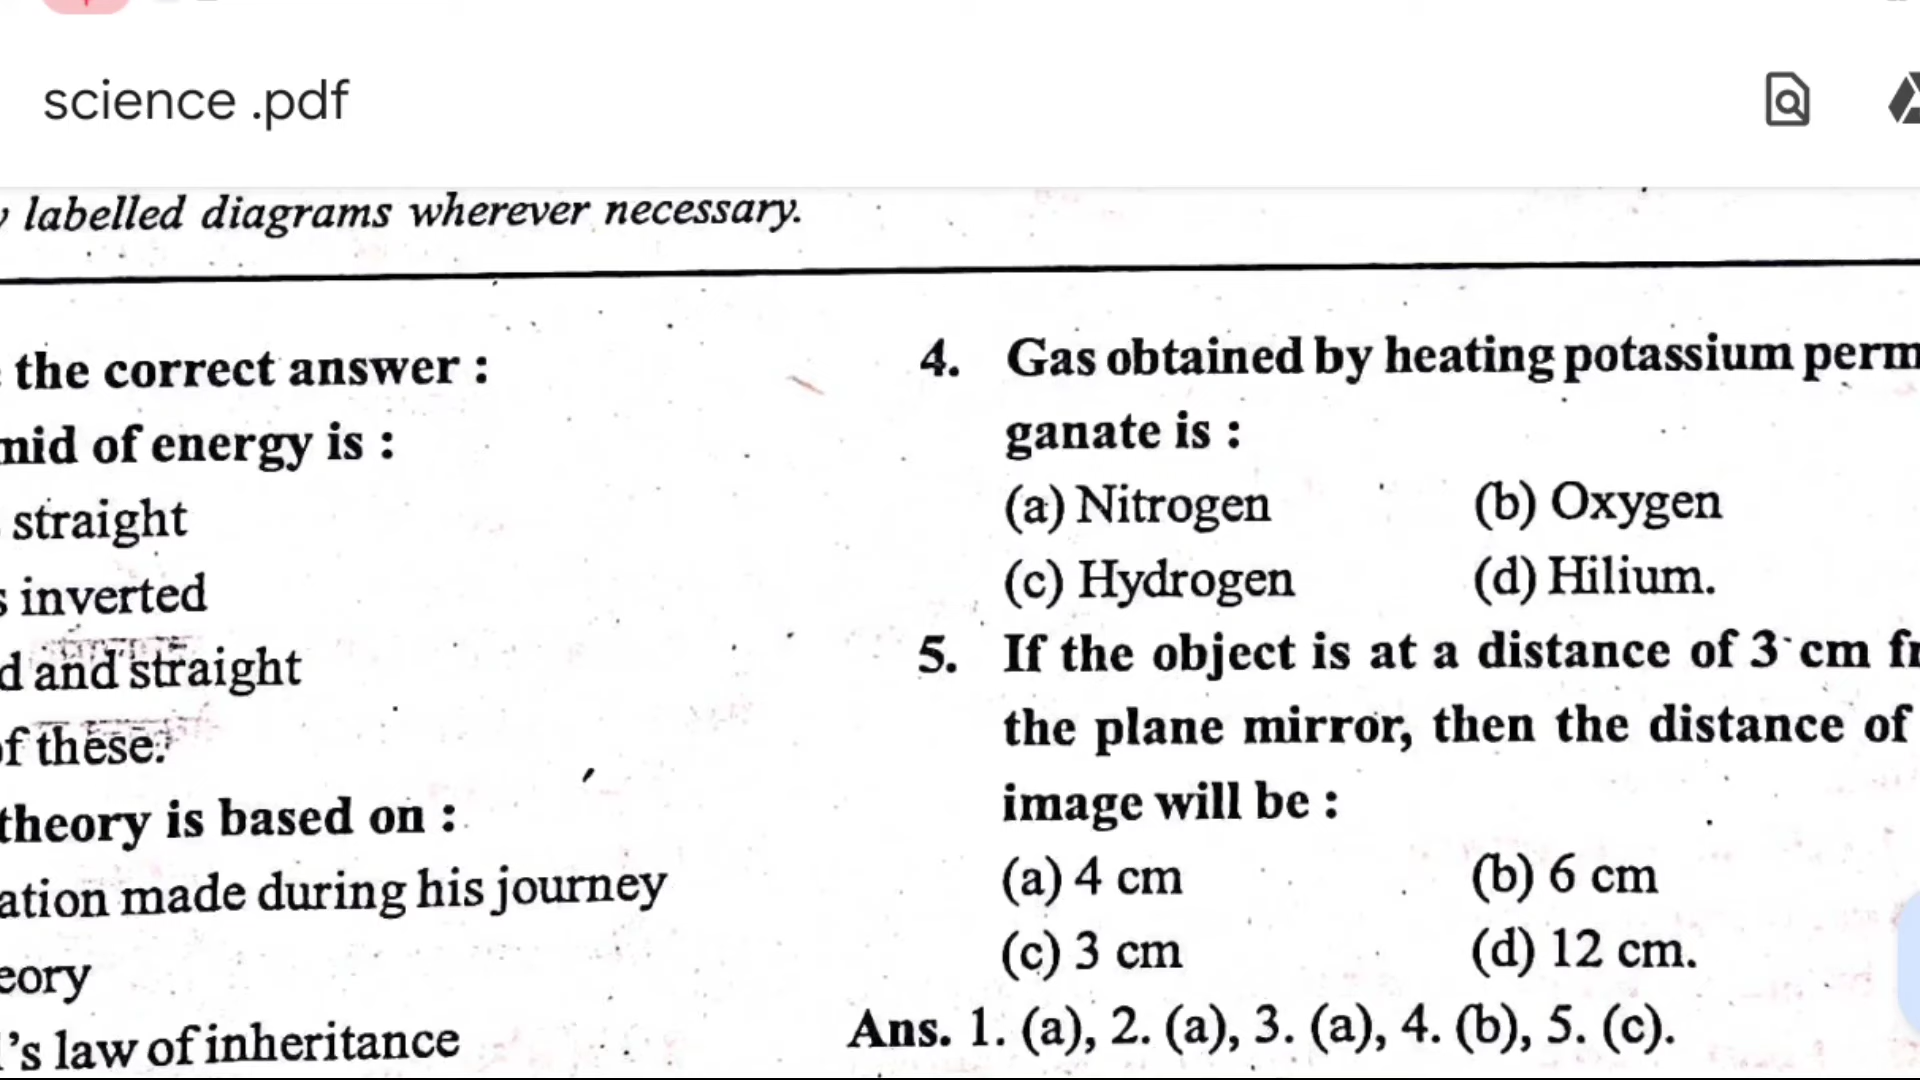 science .pdf
labelled diagrams wherever necessary.
the correct answer :
of energy is :
straight
inverted
and straight
these.
theory is based on :
made during his journey
's law of inheritance
4. Gas obtained by heating potassium perm
ganate is :
(a) Nitrogen (b) Oxygen
(c) Hydrogen (d) Hilium.
5. If the object is at a distance of 3 cm fr
the plane mirror, then the distance of
image will be :
(a) 4 cm (b) 6 cm
(c) 3 cm (d) 12 cm.
Ans. 1. (a), 2. (a), 3. (a), 4. (b), 5. (c).